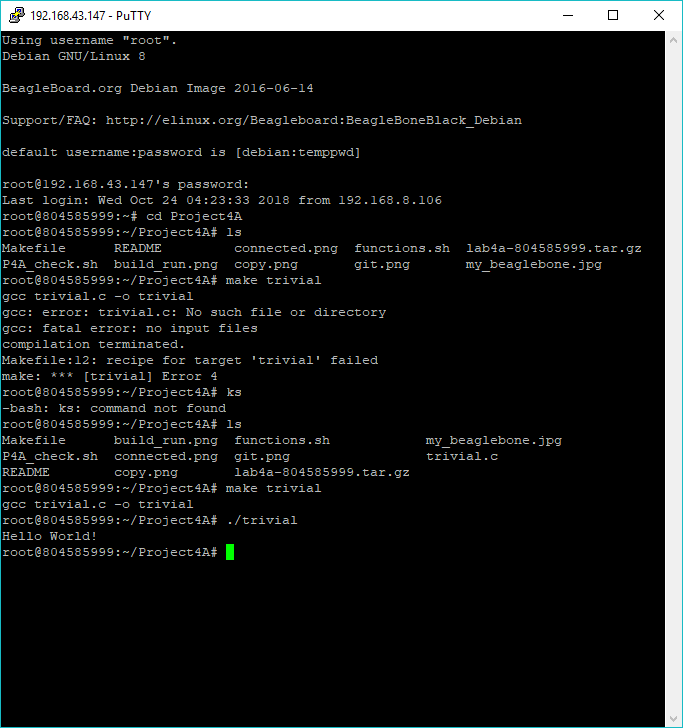 192.168.43.147 - PuTTY
Using username "root".
Debian GNU/Linux 8
BeagleBoard.org Debian Image 2016-06-14
Support/FAQ: http://elinux.org/Beagleboard:BeagleBoneBlack_Debian
default username:password is [debian:temppwd]
root@192.168.43.147's password:
Last login: Wed Oct 24 04:23:33 2018 from 192.168.8.106
root@804585999:~# cd Project4A
root@804585999:~/Project4A# ls
Makefile      README         connected.png  functions.sh  lab4a-804585999.tar.gz
P4A_check.sh  build_run.png  copy.png       git.png       my_beaglebone.jpg
root@804585999:~/Project4A# make trivial
gcc trivial.c -o trivial
gcc: error: trivial.c: No such file or directory
gcc: fatal error: no input files
compilation terminated.
Makefile:12: recipe for target 'trivial' failed
make: *** [trivial] Error 4
root@804585999:~/Project4A# ks
-bash: ks: command not found
root@804585999:~/Project4A# ls
Makefile      build_run.png  functions.sh            my_beaglebone.jpg
P4A_check.sh  connected.png  git.png                 trivial.c
README        copy.png       lab4a-804585999.tar.gz
root@804585999:~/Project4A# make trivial
gcc trivial.c -o trivial
root@804585999:~/Project4A# ./trivial
Hello World!
root@804585999:~/Project4A#